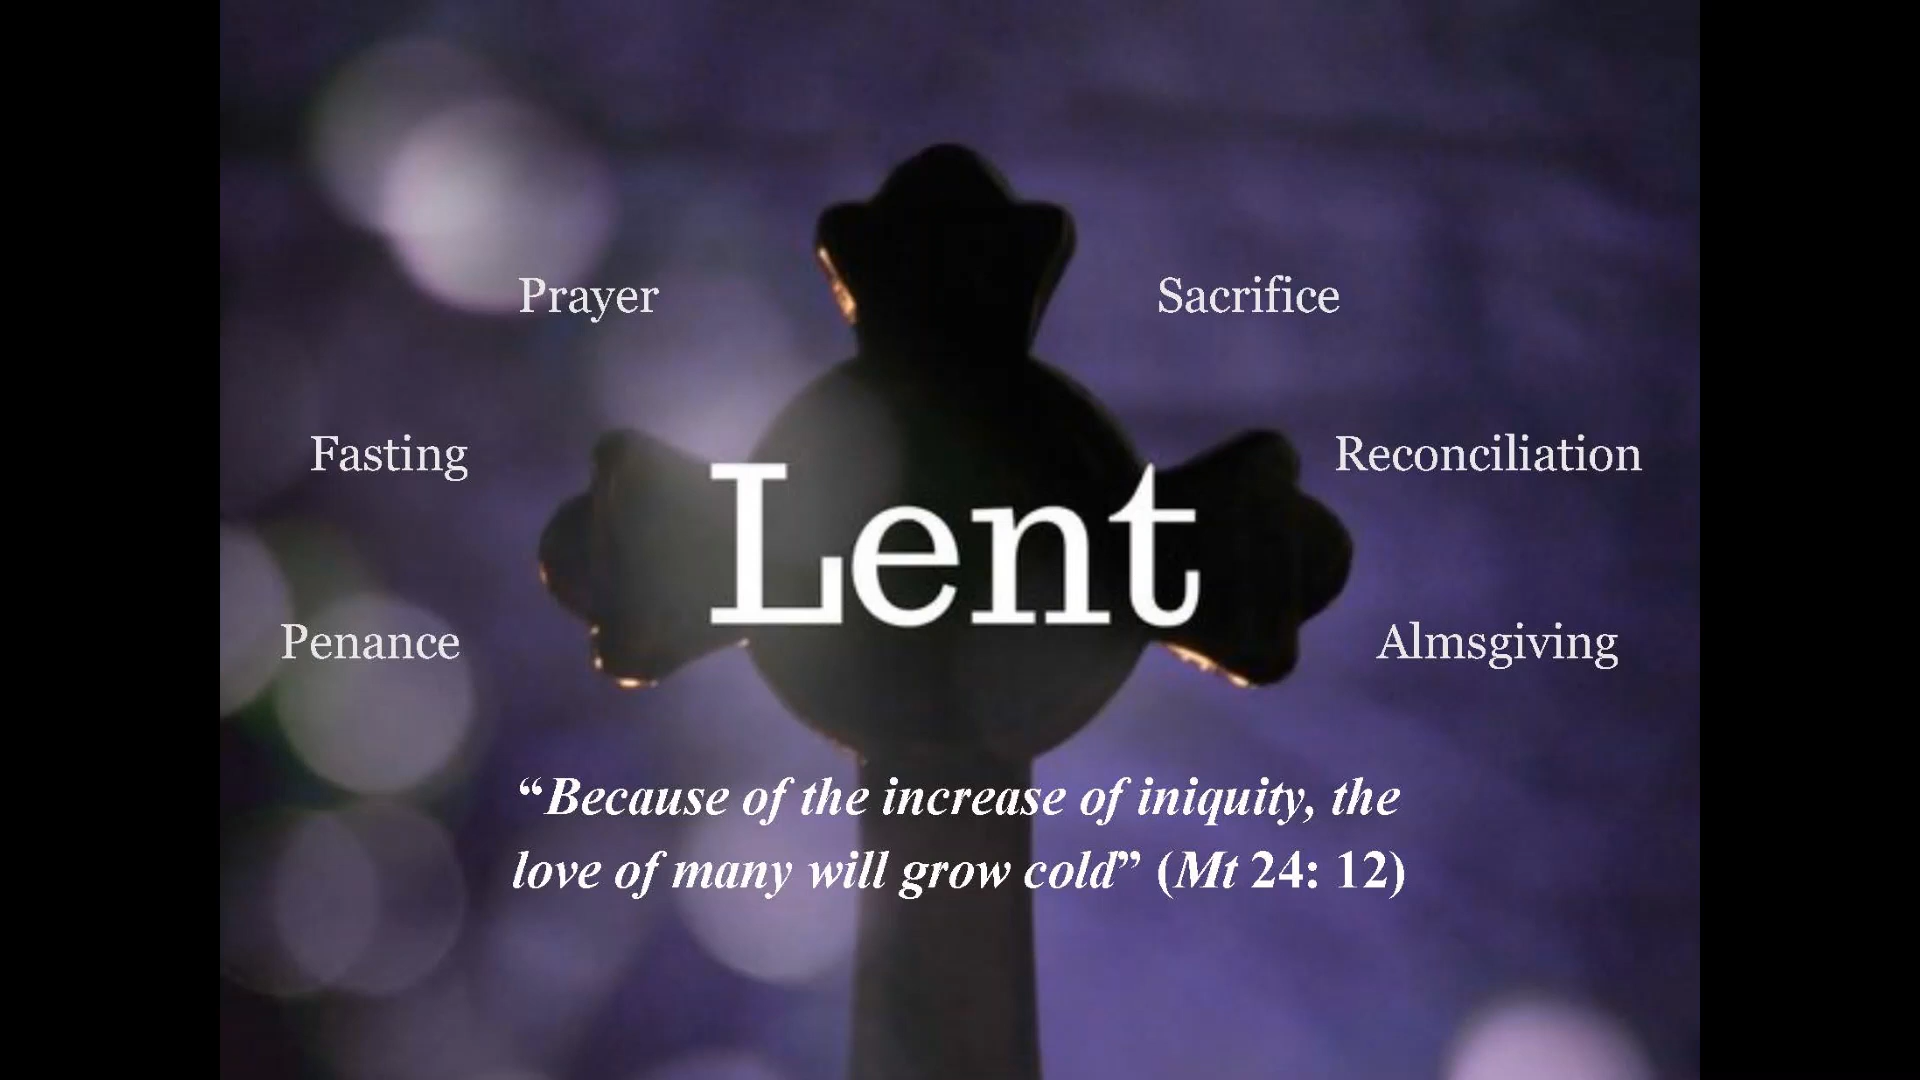 Prayer
Sacrifice
Fasting
Reconciliation
Lent
Penance
Almsgiving
“Because of the increase of iniquity, the
love of many will grow cold” (Mt 24: 12)